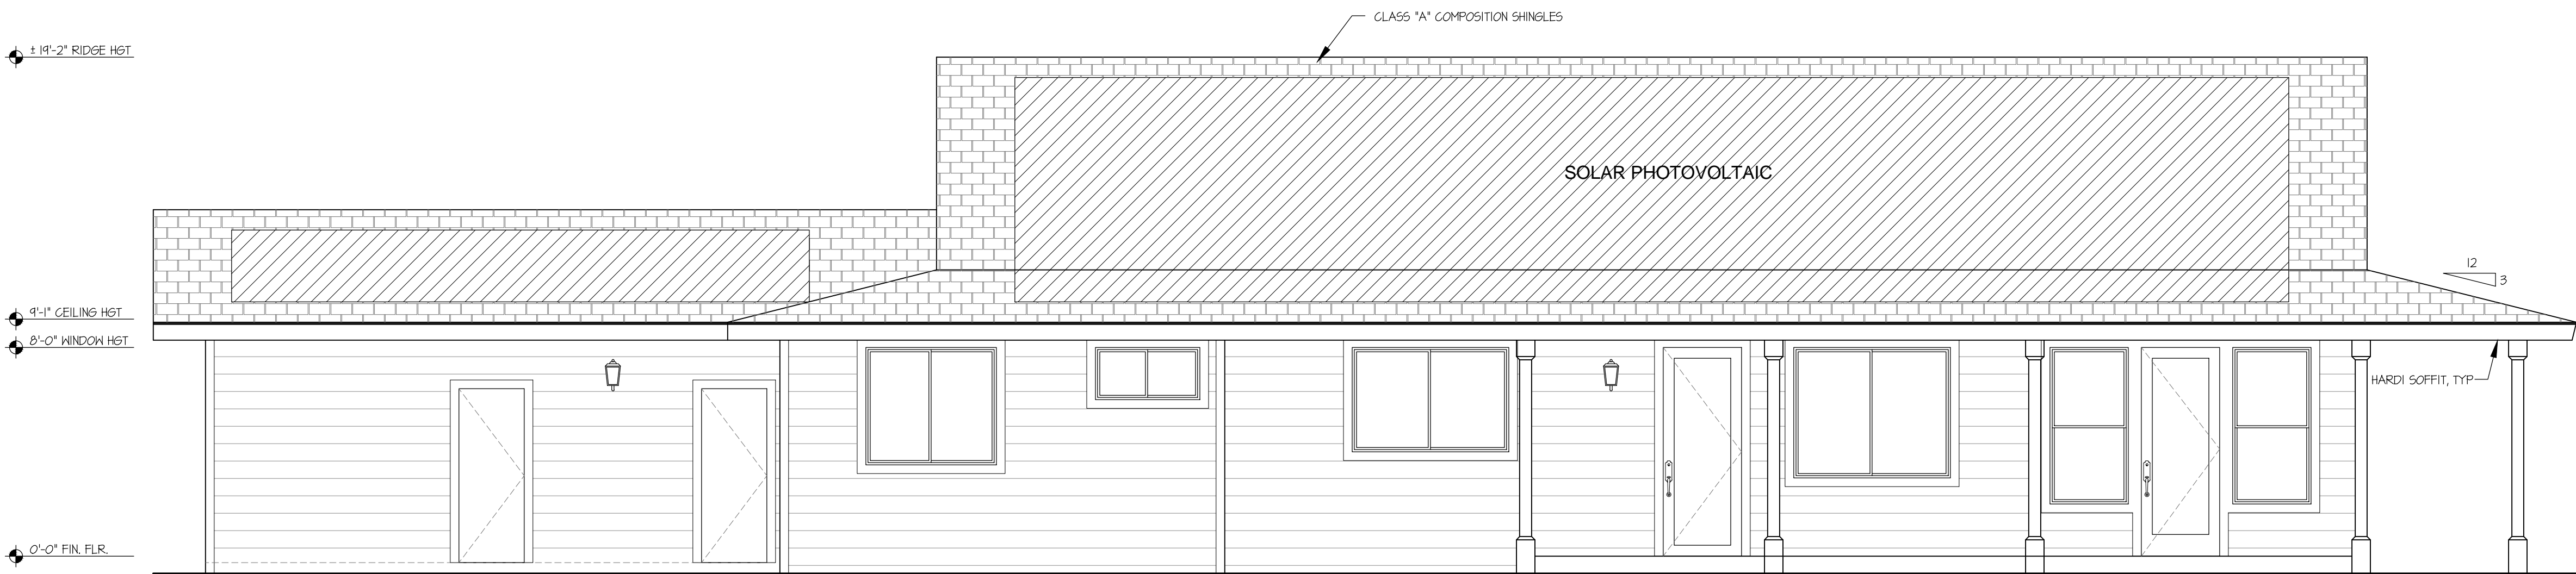 CLASS "A" COMPOSITION SHINGLES
± 19'-2" RIDGE HGT
SOLAR PHOTOVOLTAIC
12
3
9'-1" CEILING HGT
8'-0" WINDOW HGT
HARDI SOFFIT, TYP
0'-0" FIN. FLR.